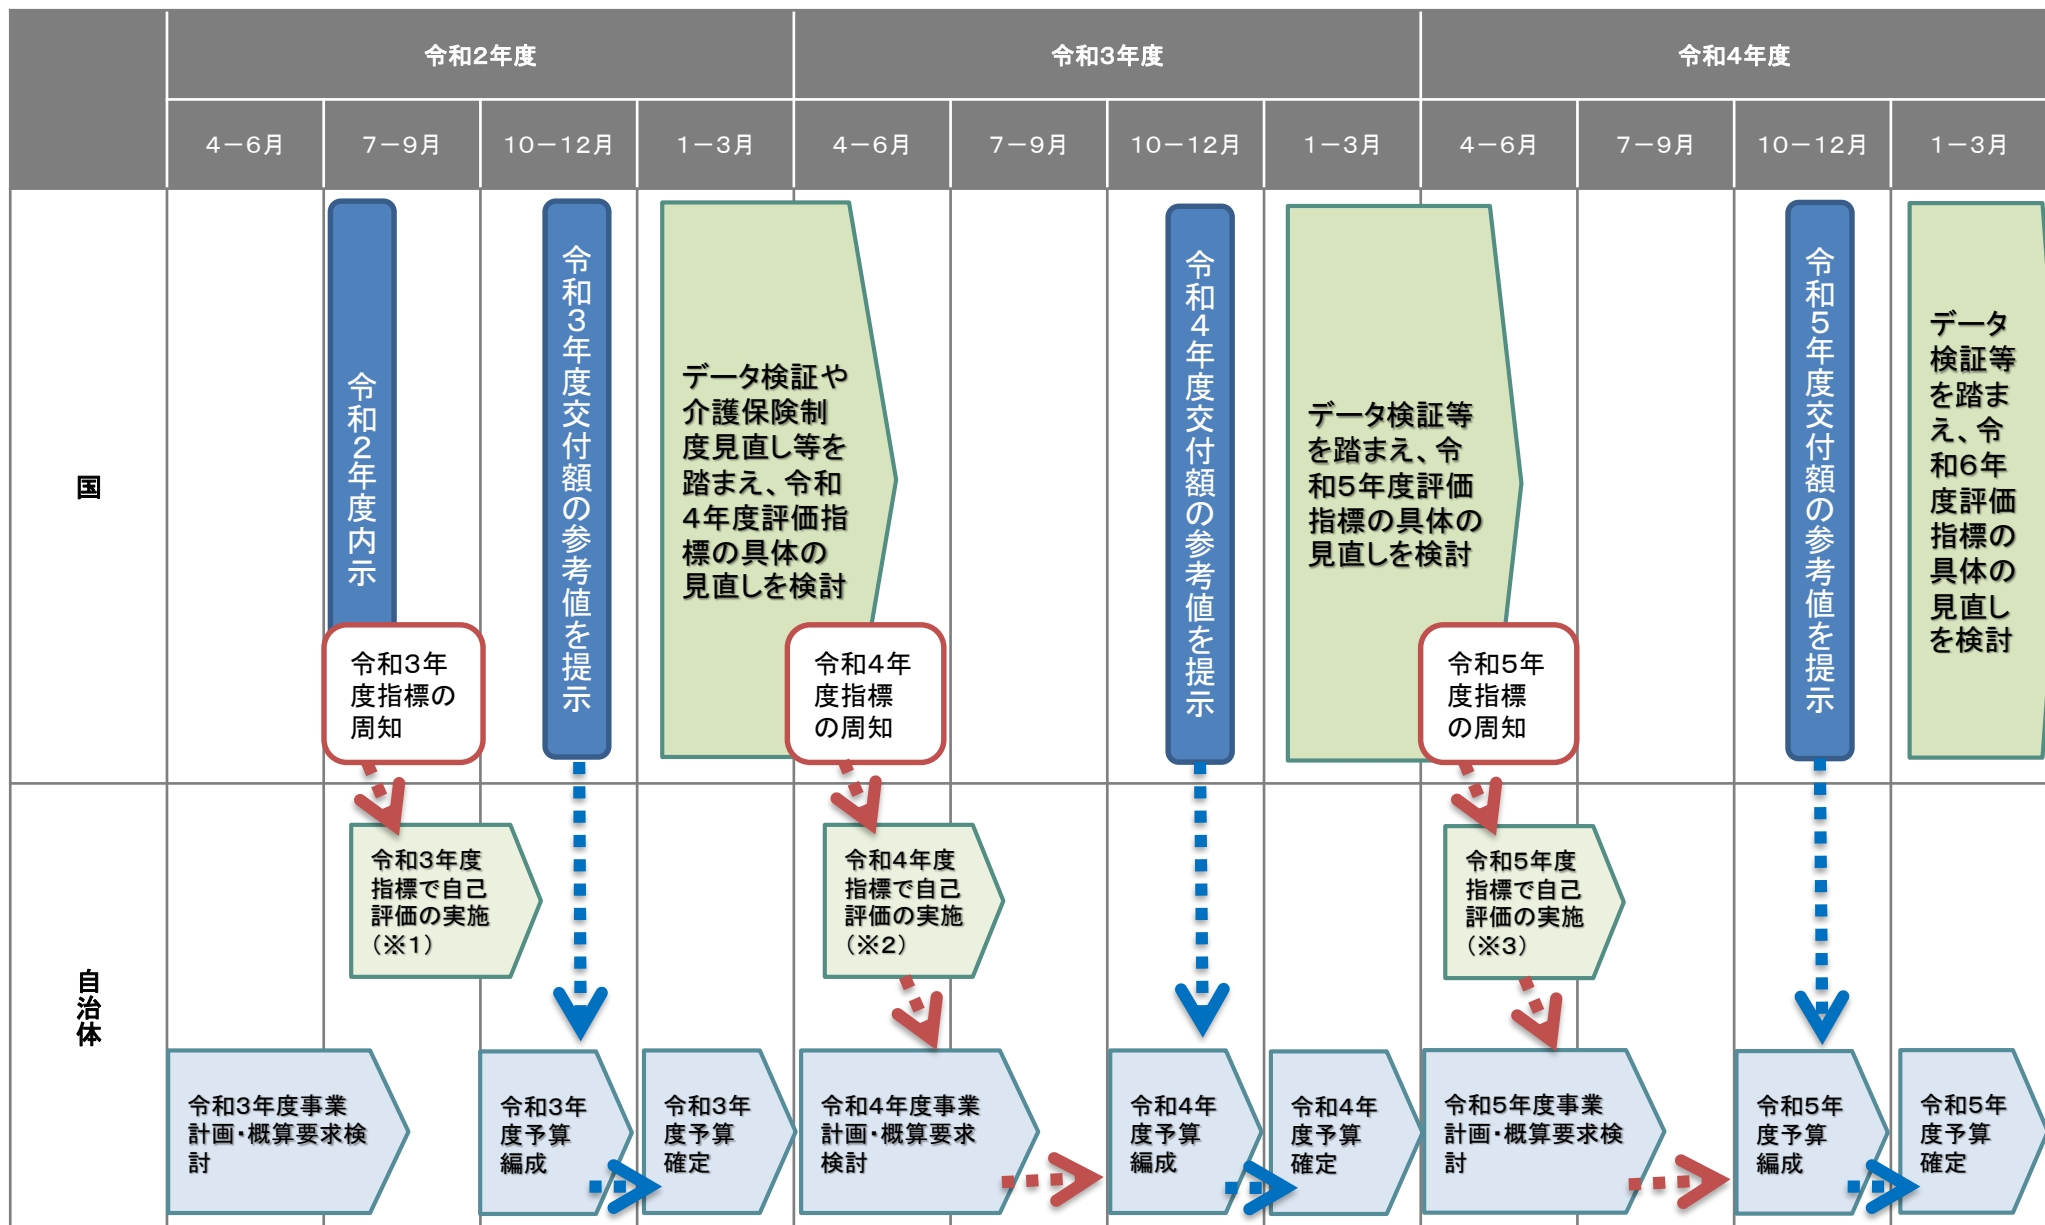 令和2年度
令和3年度
令和4年度
4－6月
7－9月
10－12月
1－3月
4－6月
7－9月
10－12月
1－3月
4－6月
7－9月
10－12月
1－3月
国
令和2年度内示
令和3年度交付額の参考値を提示
データ検証や
介護保険制
度見直し等を
踏まえ、令和
4年度評価指
標の具体の
見直しを検討
令和4年度交付額の参考値を提示
データ検証等
を踏まえ、令
和5年度評価
指標の具体の
見直しを検討
令和5年度交付額の参考値を提示
データ
検証等
を踏ま
え、令
和6年
度評価
指標の
具体の
見直し
を検討
令和3年
度指標の
周知
令和4年
度指標
の周知
令和5年
度指標
の周知
自治体
令和3年度
指標で自己
評価の実施
（※1）
令和4年度
指標で自己
評価の実施
（※2）
令和5年度
指標で自己
評価の実施
（※3）
令和3年度事業
計画・概算要求検
討
令和3年
度予算
編成
令和3年
度予算
確定
令和4年度事業
計画・概算要求
検討
令和4年
度予算
編成
令和4年
度予算
確定
令和5年度事業
計画・概算要求検
討
令和5年
度予算
編成
令和5年
度予算
確定